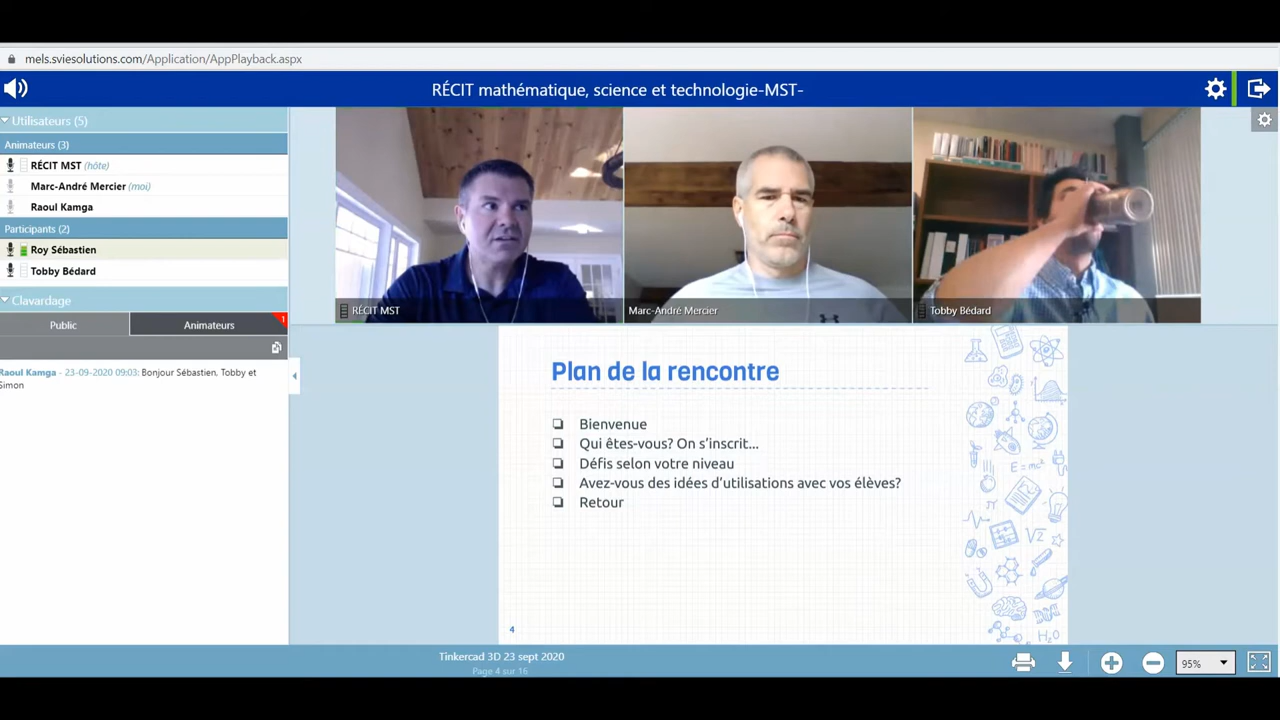 mels.sviesolutions.com/Application/AppPlayback.aspx
RÉCIT mathématique, science et technologie-MST-
Utilisateurs (5)
Animateurs (3)
RÉCIT MST (hôte)
Marc-André Mercier (moi)
Raoul Kamga
Participants (2)
Roy Sébastien
Tobby Bédard
Clavardage
Public
Animateurs
1
Raoul Kamga - 23-09-2020 09:03: Bonjour Sébastien, Tobby et
Simon
RÉCIT MST
Marc-André Mercier
Tobby Bédard
Plan de la rencontre
Bienvenue
Qui êtes-vous? On s'inscrit...
Défis selon votre niveau
Avez-vous des idées d'utilisations avec vos élèves?
Retour
E=mc²
π
√2
H₂O
4
Tinkercad 3D 23 sept 2020
Page 4 sur 16
95%